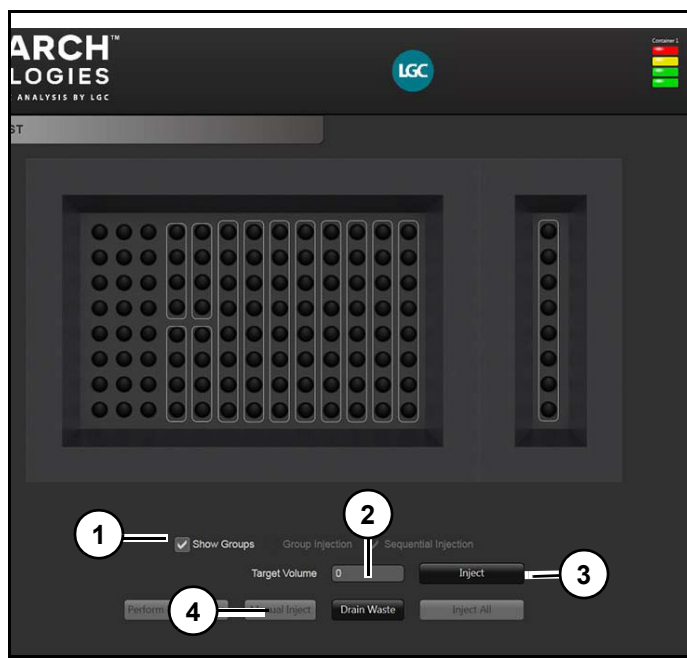 ARCH™
LOGIES
ANALYSIS BY LGC
LGC
Container 1
ST
1
2
Show Groups Group Injection Sequential Injection
Target Volume 0 Inject
3
4
Perform Manual Inject Drain Waste Inject All